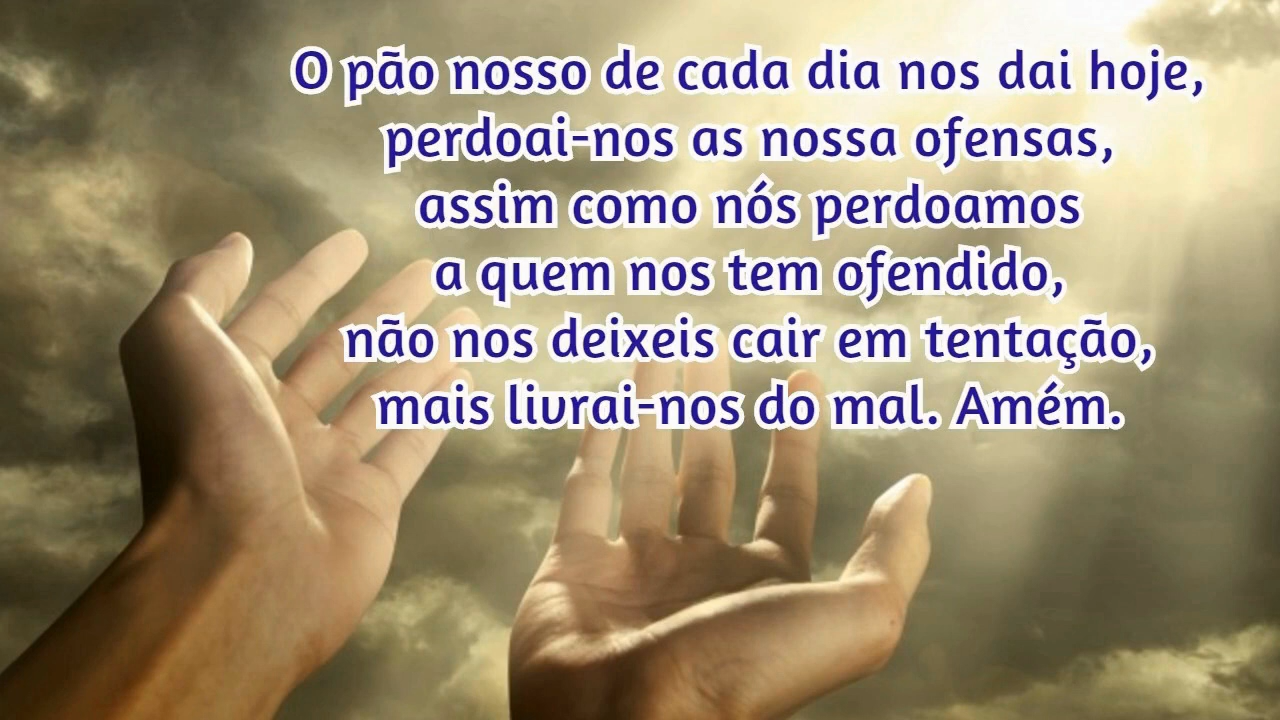 O pão nosso de cada dia nos dai hoje,
perdoai-nos as nossa ofensas,
assim como nós perdoamos
a quem nos tem ofendido,
não nos deixeis cair em tentação,
mais livrai-nos do mal. Amém.